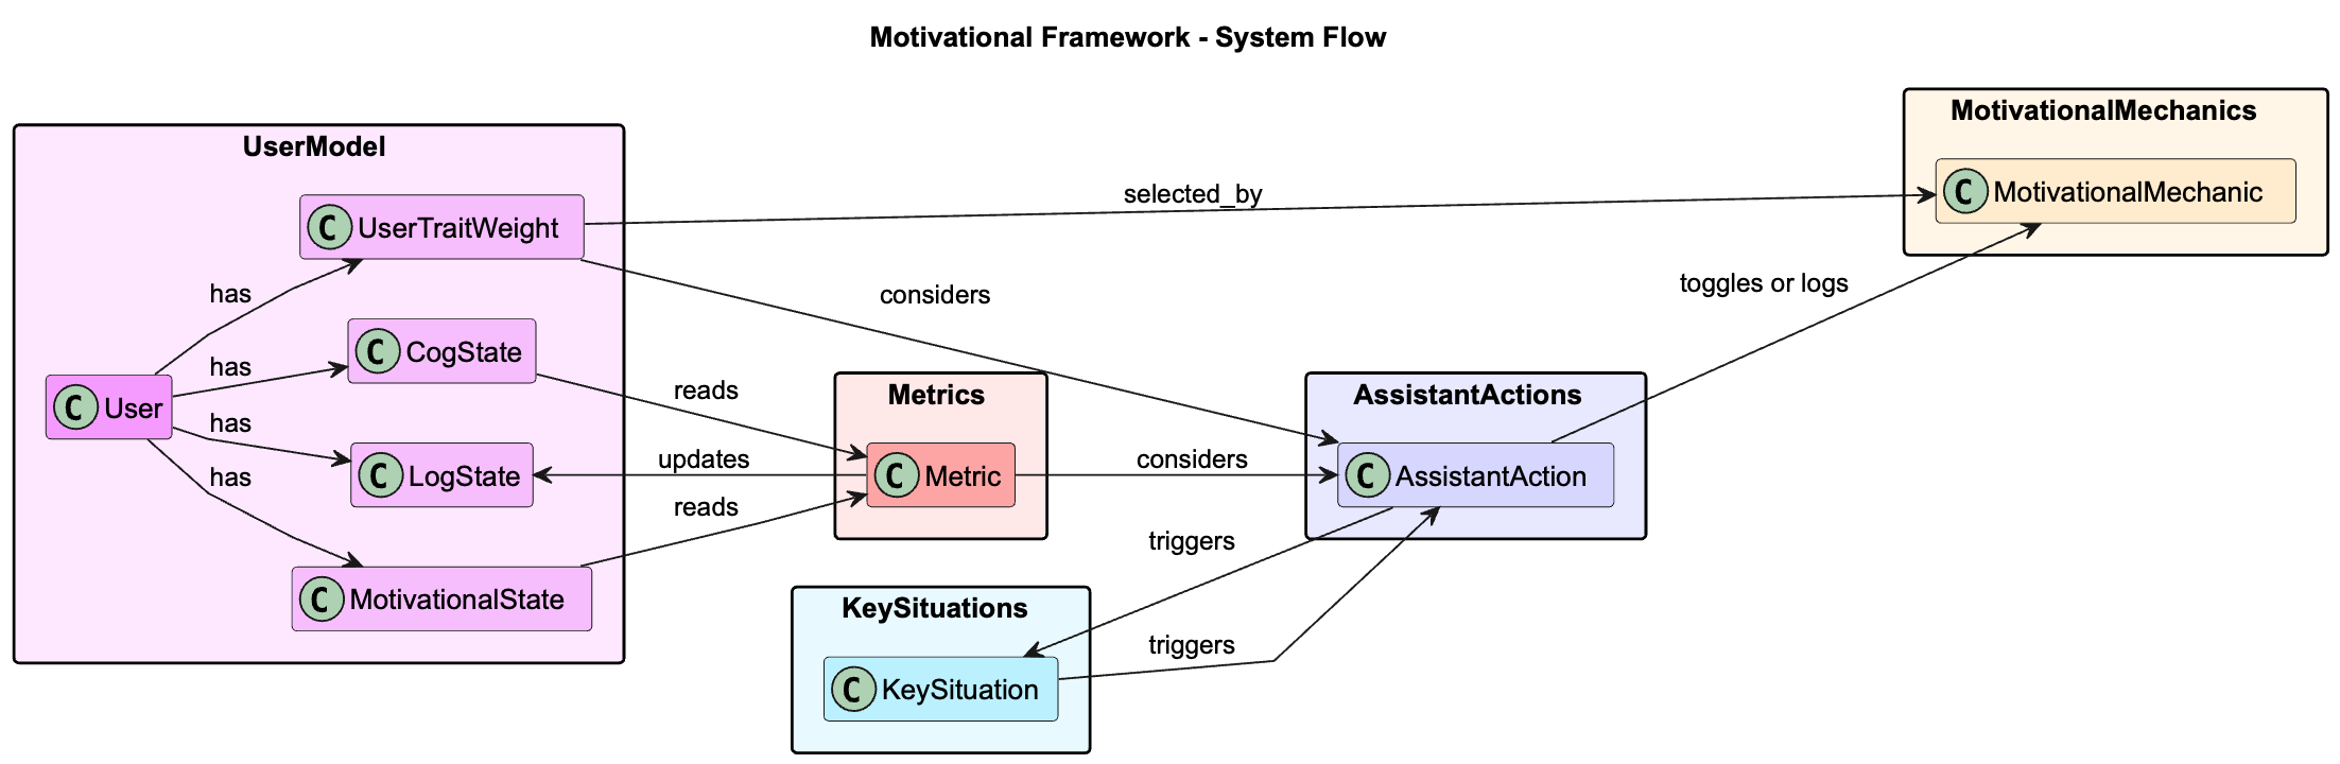 Motivational Framework - System Flow
MotivationalMechanics
C MotivationalMechanic
UserModel
C UserTraitWeight
selected_by
toggles or logs
has
considers
C CogState
has
reads
Metrics
AssistantActions
C User
has
C LogState
updates
C Metric
considers
C AssistantAction
has
reads
triggers
C MotivationalState
KeySituations
triggers
C KeySituation